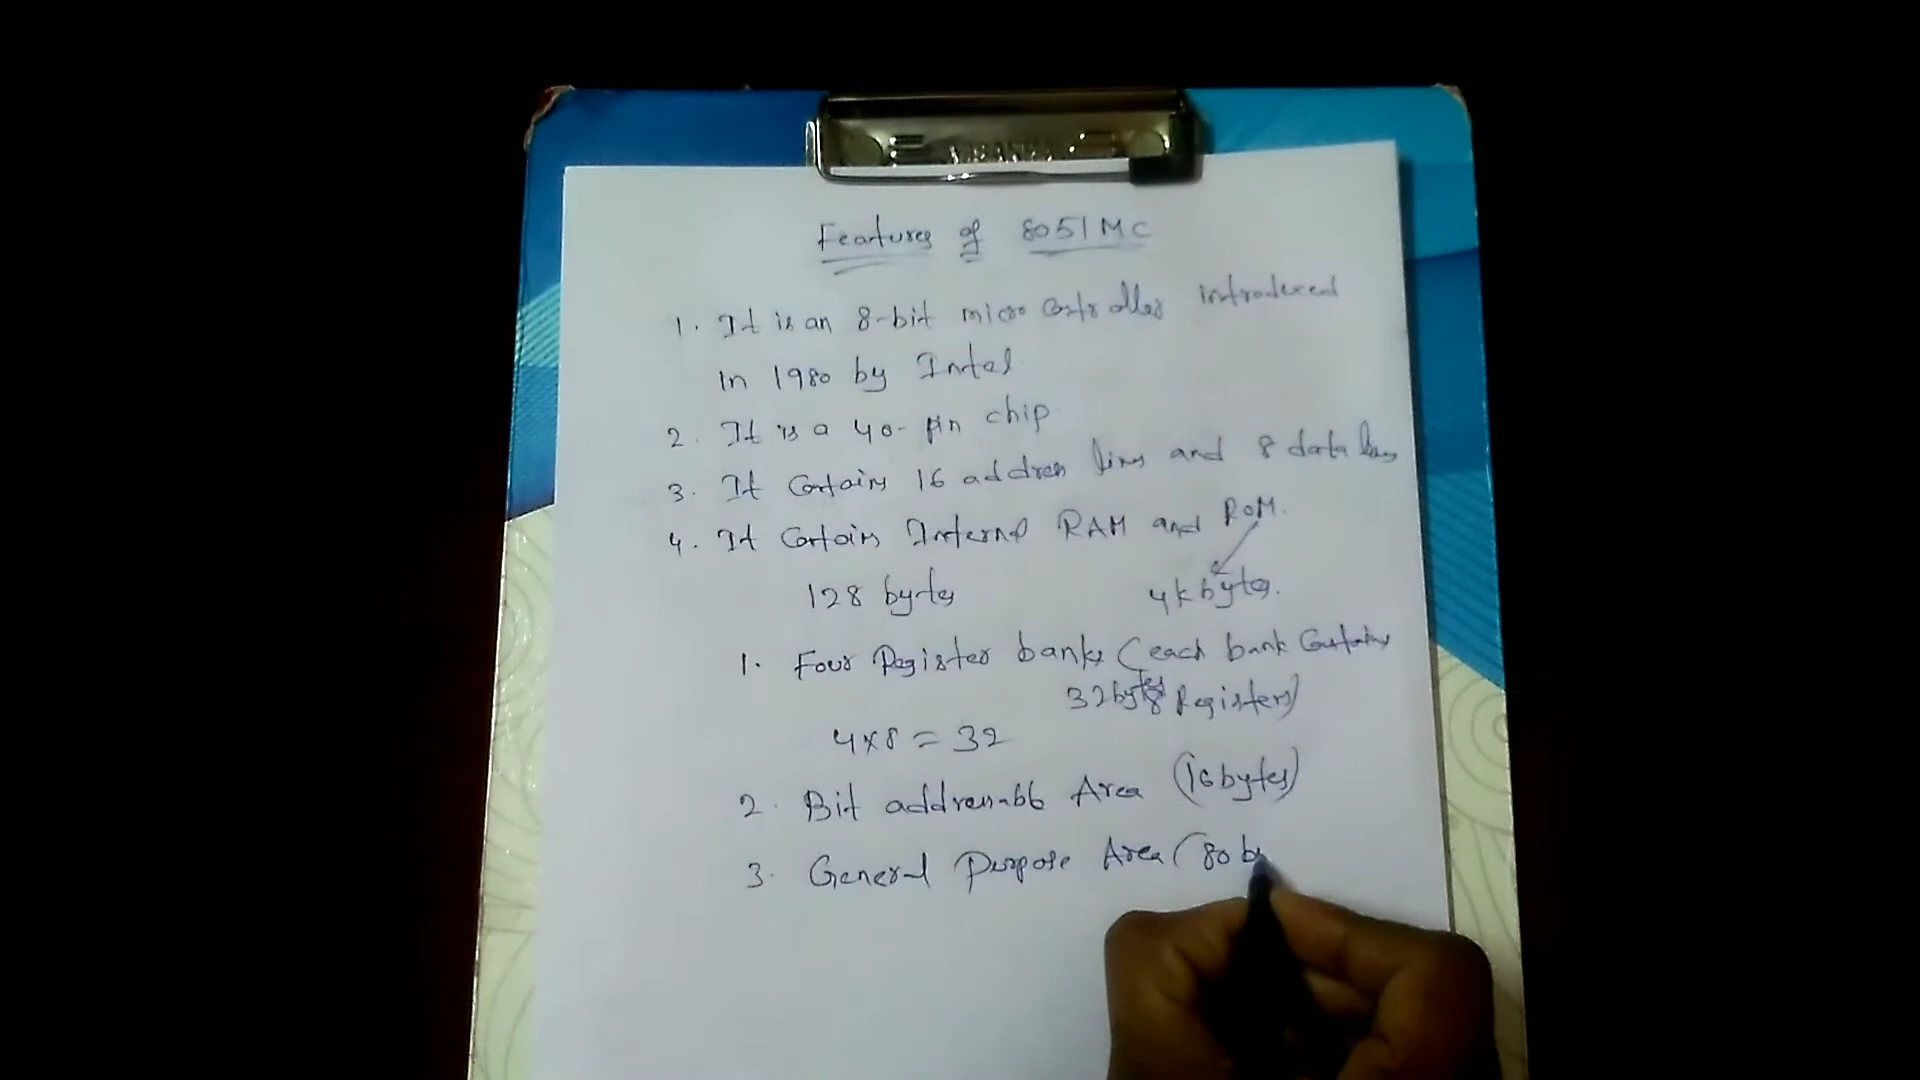 Features of 8051 MC
1. It is an 8-bit micro controller introduced
in 1980 by Intel
2. It is a 40-pin chip.
3. It contains 16 address lines and 8 data lines
4. It contains Internal RAM and ROM.
128 bytes 4k bytes.
1. Four Register banks (each bank contains
32 bytes 8 Registers)
4x8 = 32
2. Bit addressable Area (16 bytes)
3. General Purpose Area (80 by